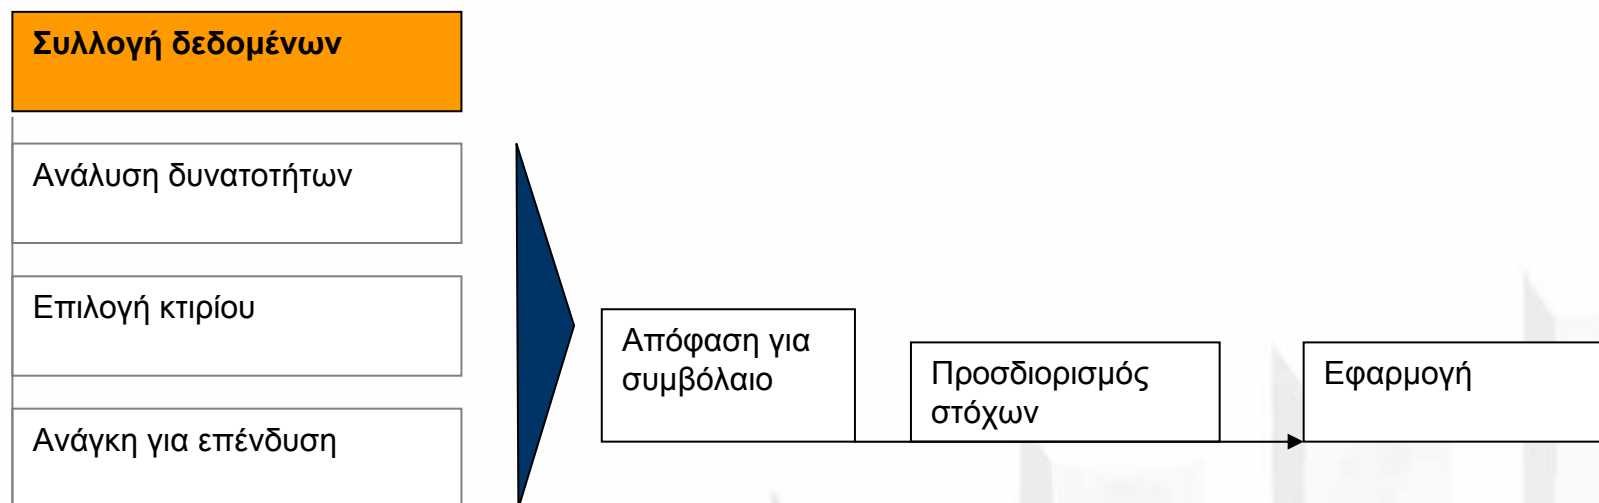 Συλλογή δεδομένων
Ανάλυση δυνατοτήτων
Επιλογή κτιρίου
Ανάγκη για επένδυση
Απόφαση για
συμβόλαιο
Προσδιορισμός
στόχων
Εφαρμογή